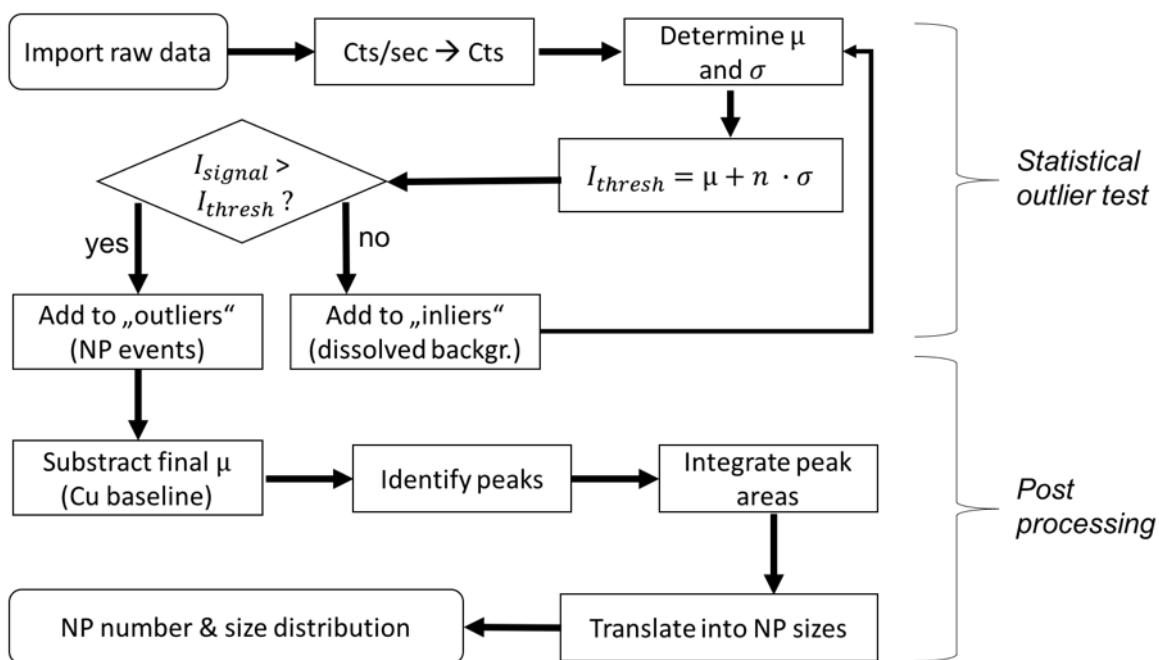 Import raw data
Cts/sec → Cts
Determine μ
and σ
I_thresh = μ + n · σ
I_signal >
I_thresh ?
yes
no
Add to „outliers“
(NP events)
Add to „inliers“
(dissolved backgr.)
Statistical
outlier test
Substract final μ
(Cu baseline)
Identify peaks
Integrate peak
areas
Translate into NP sizes
NP number & size distribution
Post
processing